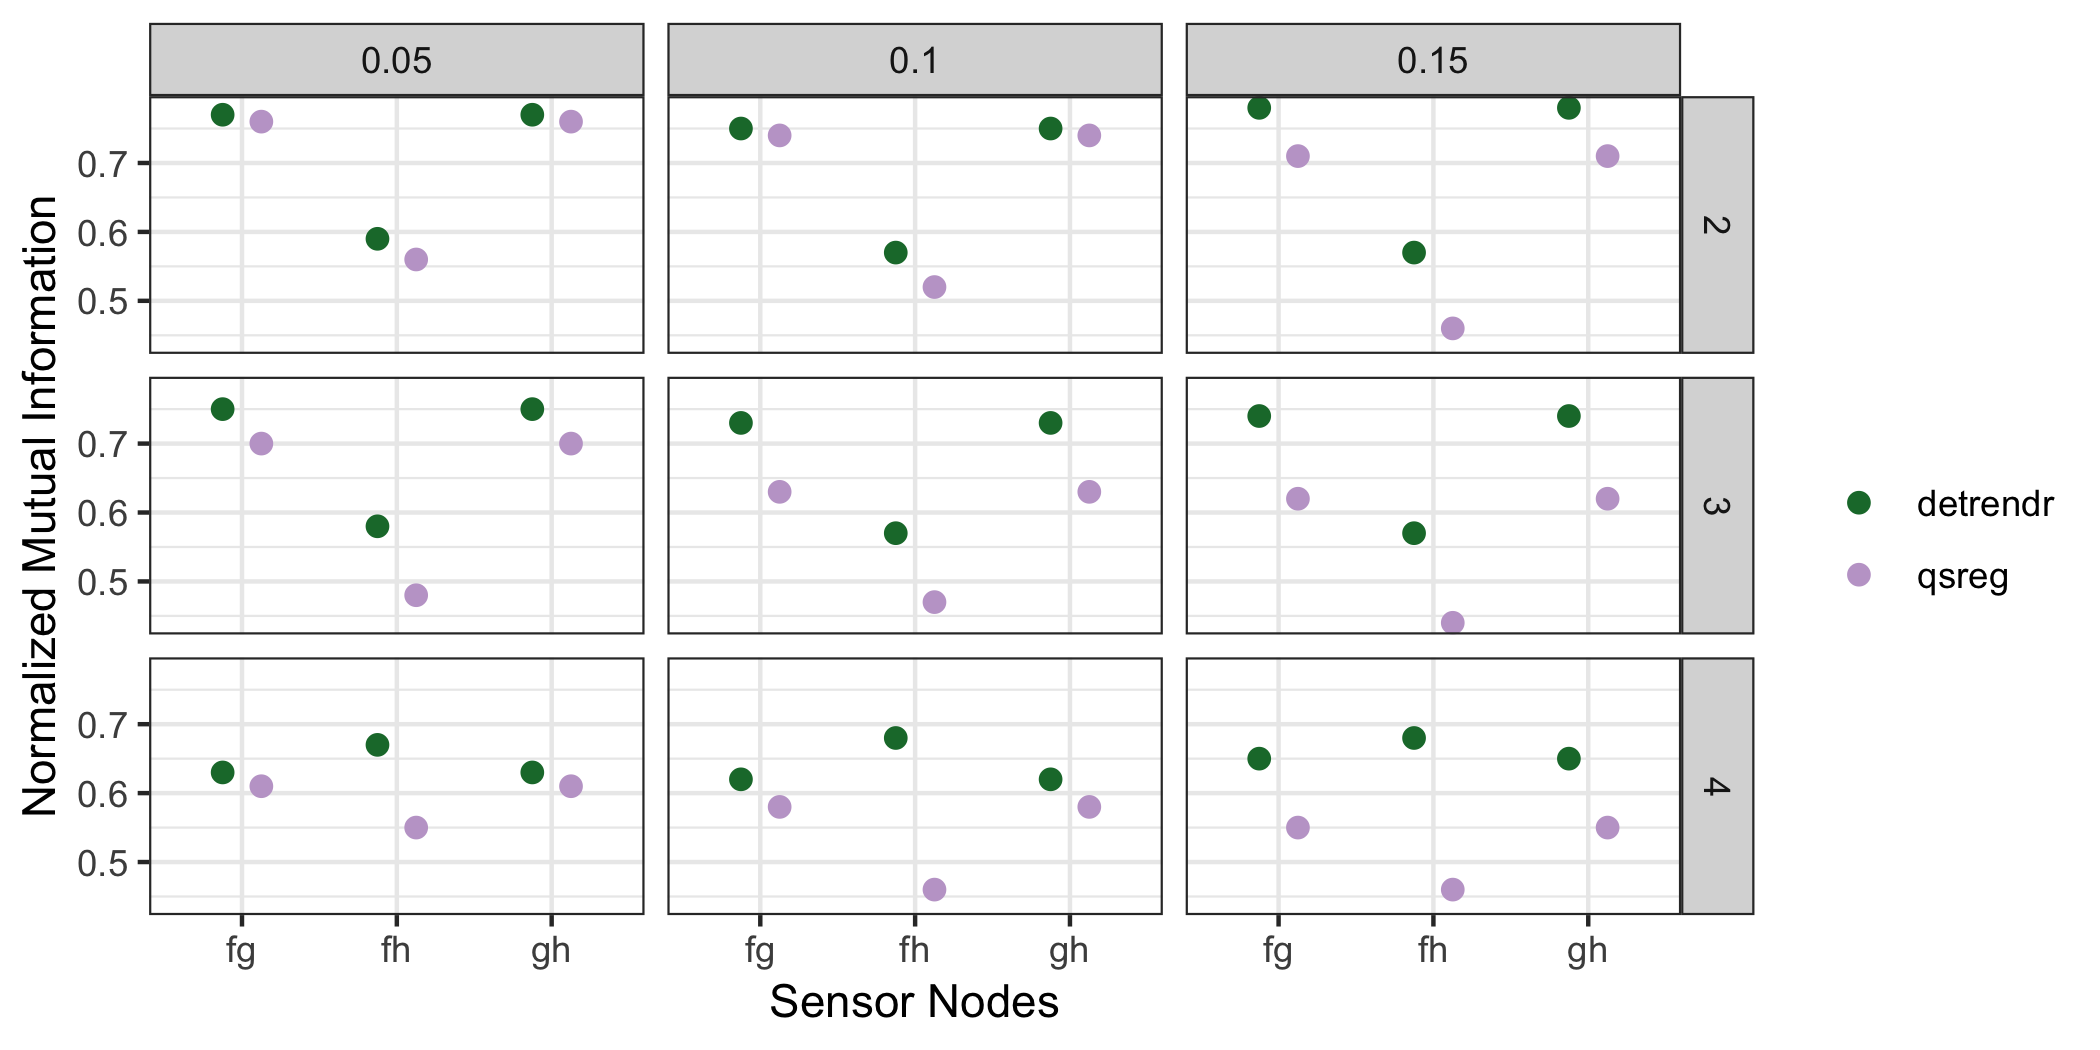 0.05 0.1 0.15
Normalized Mutual Information
0.7
0.6
0.5
2
0.7
0.6
0.5
3
0.7
0.6
0.5
4
fg fh gh fg fh gh fg fh gh
Sensor Nodes
detrendr
qsreg